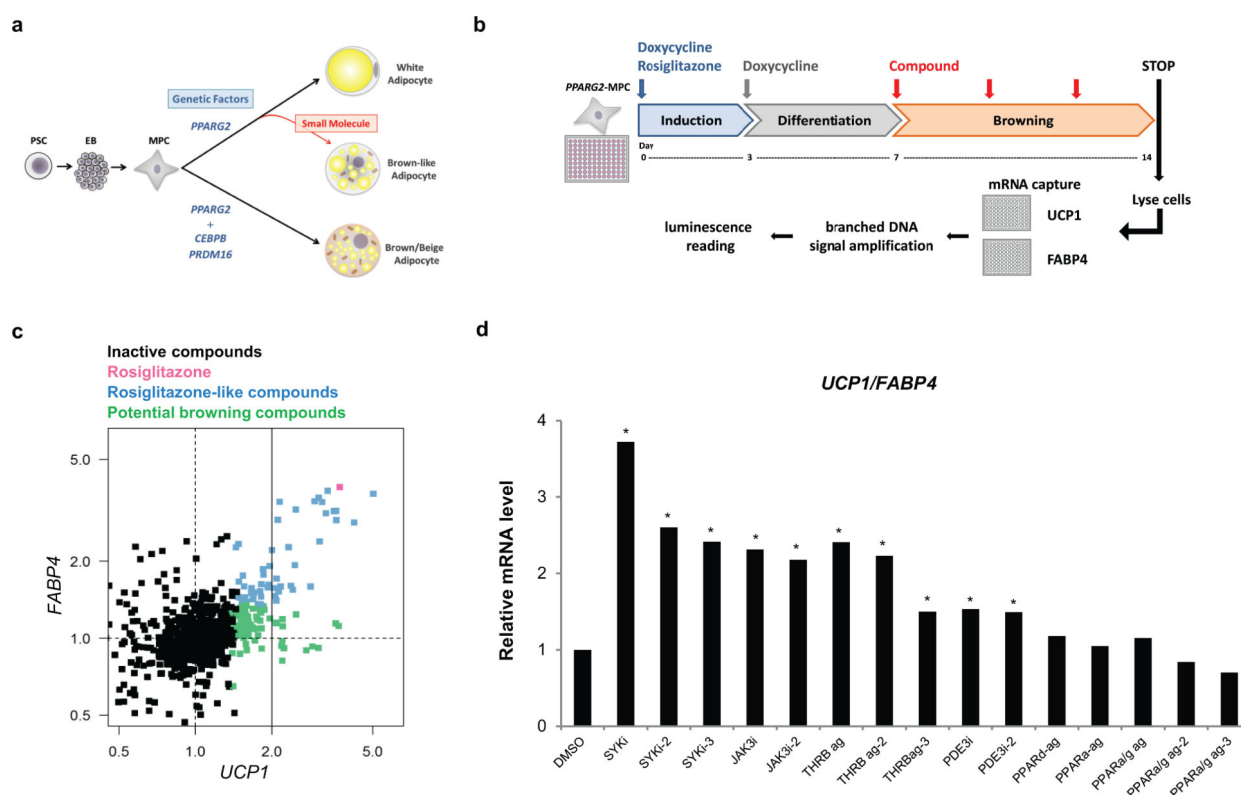 a
White
Adipocyte
Genetic Factors
PPARG2
Small Molecule
PSC
EB
MPC
Brown-like
Adipocyte
PPARG2
+
CEBPB
PRDM16
Brown/Beige
Adipocyte
b
Doxycycline
Rosiglitazone
Doxycycline
Compound
STOP
PPARG2-MPC
Induction
Differentiation
Browning
Day
0
3
7
14
mRNA capture
UCP1
FABP4
Lyse cells
branched DNA
signal amplification
luminescence
reading
c
Inactive compounds
Rosiglitazone
Rosiglitazone-like compounds
Potential browning compounds
FABP4
5.0
2.0
1.0
0.5
0.5
1.0
2.0
5.0
UCP1
d
UCP1/FABP4
Relative mRNA level
4
3
2
1
0
*
*
*
*
*
*
*
*
*
*
DMSO
SYKi
SYKi-2
SYKi-3
JAK3i
JAK3i-2
THRB ag
THRB ag-2
THRBag-3
PDE3i
PDE3i-2
PPARd-ag
PPARa-ag
PPARa/g ag
PPARa/g ag-2
PPARa/g ag-3